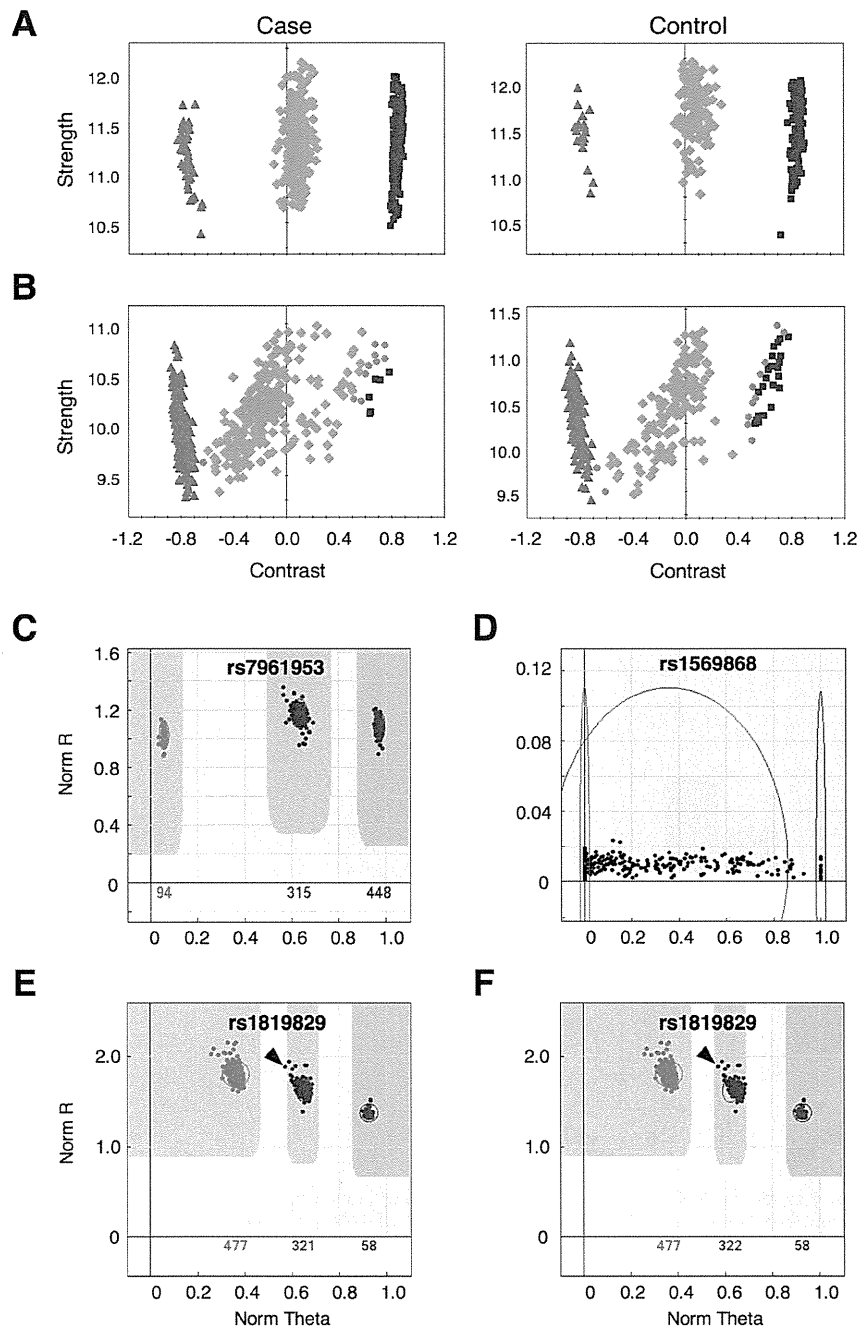 A
Case
Control
Strength
12.0
11.5
11.0
10.5
12.0
11.5
11.0
10.5
B
Strength
11.0
10.5
10.0
9.5
11.5
11.0
10.5
10.0
9.5
-1.2 -0.8 -0.4 0.0 0.4 0.8 1.2
-1.2 -0.8 -0.4 0.0 0.4 0.8 1.2
Contrast
Contrast
C
rs7961953
Norm R
1.6
1.2
0.8
0.4
0
94 315 448
0 0.2 0.4 0.6 0.8 1.0
D
rs1569868
0.12
0.08
0.04
0
0 0.2 0.4 0.6 0.8 1.0
E
rs1819829
Norm R
2.0
1.0
0
477 321 58
0 0.2 0.4 0.6 0.8 1.0
Norm Theta
F
rs1819829
2.0
1.0
0
477 322 58
0 0.2 0.4 0.6 0.8 1.0
Norm Theta